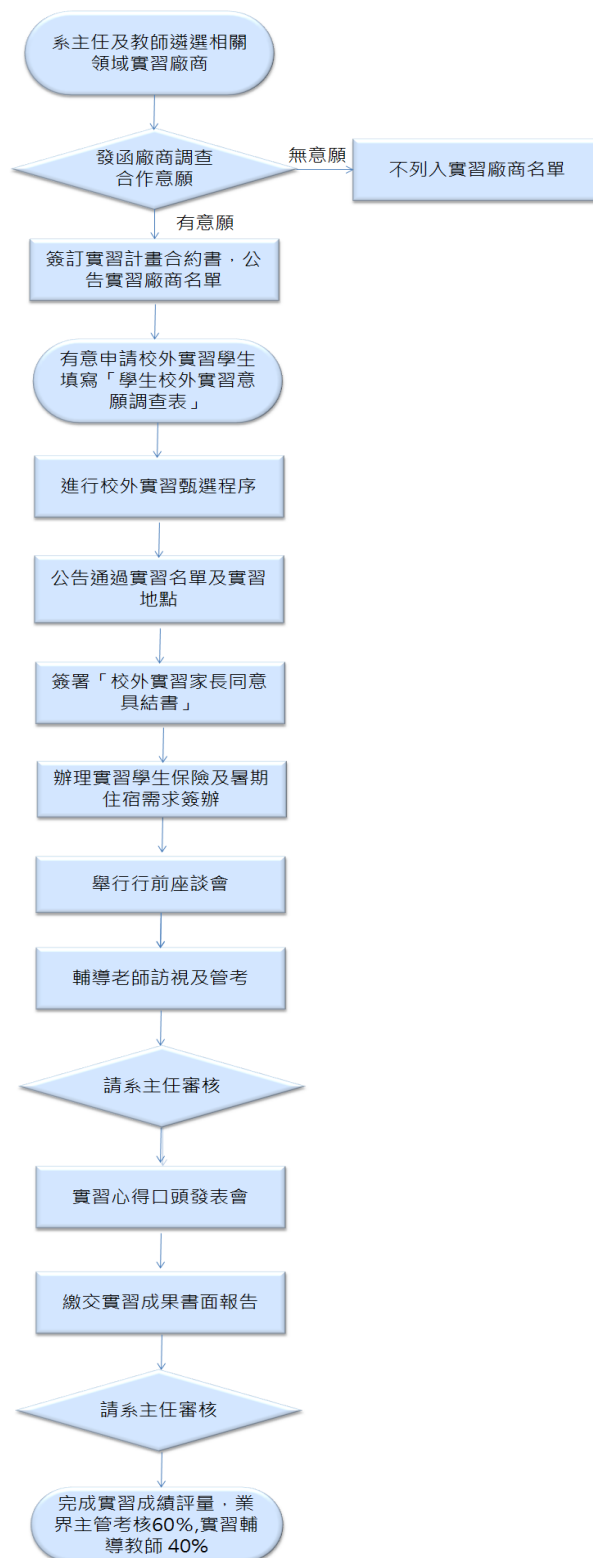 系主任及教師遴選相關
領域實習廠商
發函廠商調查
合作意願
無意願
不列入實習廠商名單
有意願
簽訂實習計畫合約書，公
告實習廠商名單
有意申請校外實習學生
填寫「學生校外實習意
願調查表」
進行校外實習甄選程序
公告通過實習名單及實習
地點
簽署「校外實習家長同意
具結書」
辦理實習學生保險及暑期
住宿需求簽辦
舉行行前座談會
輔導老師訪視及管考
請系主任審核
實習心得口頭發表會
繳交實習成果書面報告
請系主任審核
完成實習成績評量，業
界主管考核60%,實習輔
導教師 40%